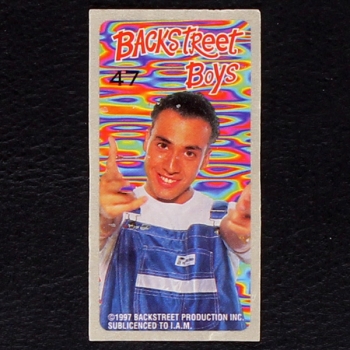 BACKSTREET
BOYS
47
©1997 BACKSTREET PRODUCTION INC.
SUBLICENCED TO I.A.M.